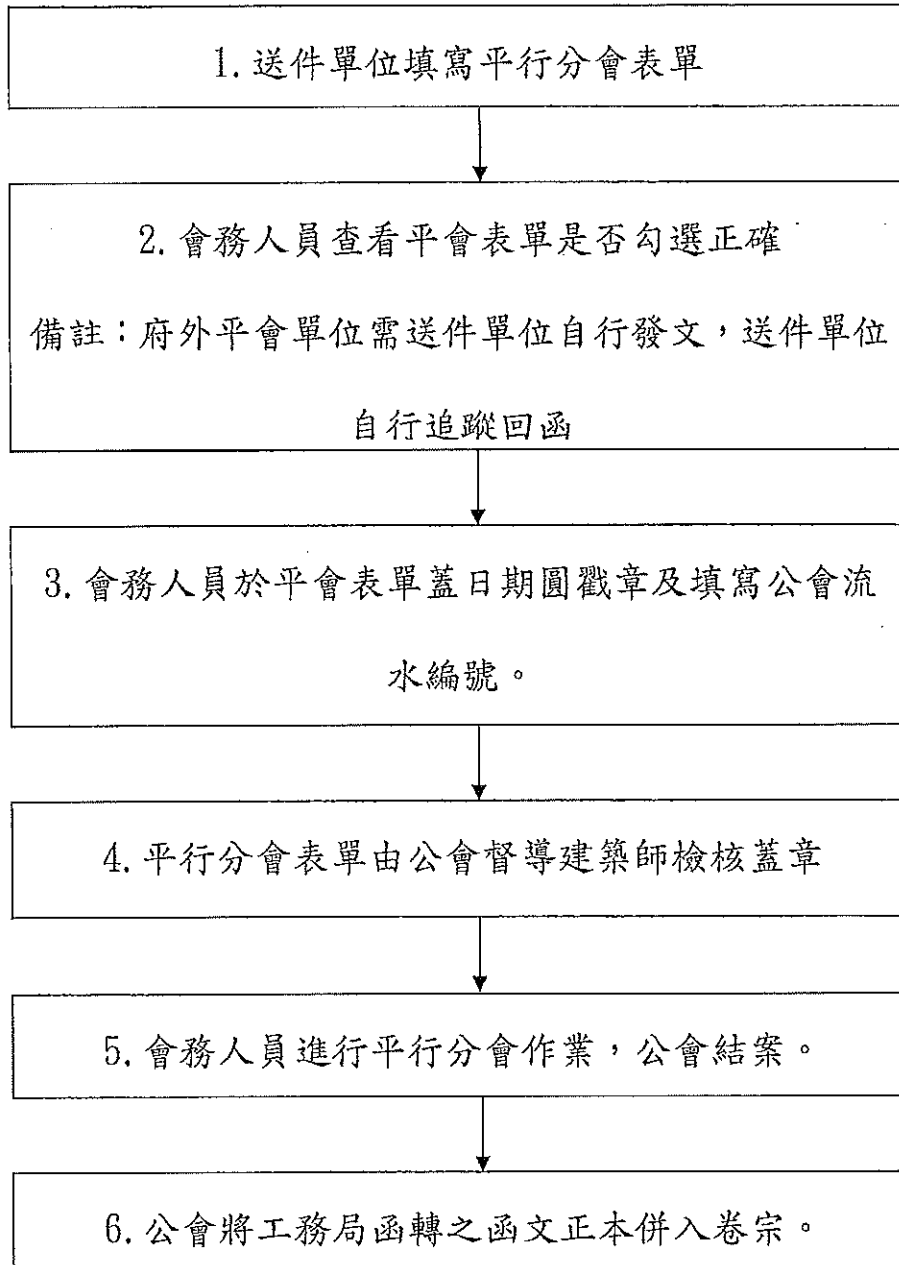 1. 送件單位填寫平行分會表單
2. 會務人員查看平會表單是否勾選正確
備註：府外平會單位需送件單位自行發文，送件單位
自行追蹤回函
3. 會務人員於平會表單蓋日期圓戳章及填寫公會流
水編號。
4. 平行分會表單由公會督導建築師檢核蓋章
5. 會務人員進行平行分會作業，公會結案。
6. 公會將工務局函轉之函文正本併入卷宗。